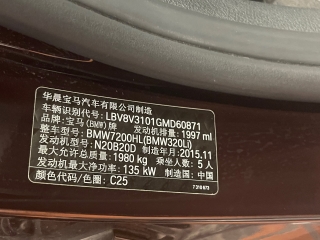 华晨宝马汽车有限公司制造
车辆识别代号: LBV8V3101GMD60871
品牌: 宝马(BMW)牌 发动机排量: 1997 ml
整车型号: BMW7200HL(BMW320Li)
发动机型号: N20B20D 制造年月: 2015.11
最大允许总质量: 1980 kg 乘坐人数: 5 人
发动机最大净功率: 135 kW 制造国: 中国
颜色代码/色圈: C25